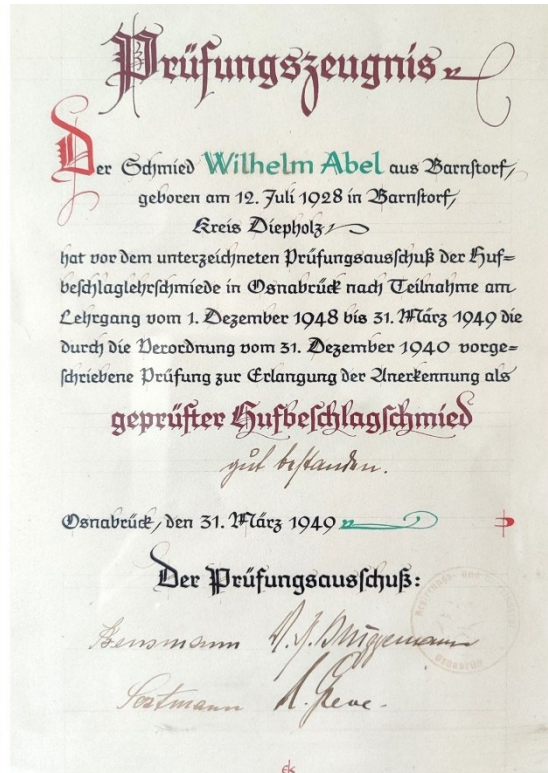 Prüfungszeugnis
Der Schmied Wilhelm Abel aus Barnstorf,
geboren am 12. Juli 1928 in Barnstorf,
Kreis Diepholz
hat vor dem unterzeichneten Prüfungsausschuß der Huf=
beschlaglehrschmiede in Osnabrück nach Teilnahme am
Lehrgang vom 1. Dezember 1948 bis 31. März 1949 die
durch die Verordnung vom 31. Dezember 1940 vorge=
schriebene Prüfung zur Erlangung der Anerkennung als
geprüfter Hufbeschlagschmied
gut bestanden.
Osnabrück, den 31. März 1949
Der Prüfungsausschuß:
Bensmann
Sortmann A. Greve.